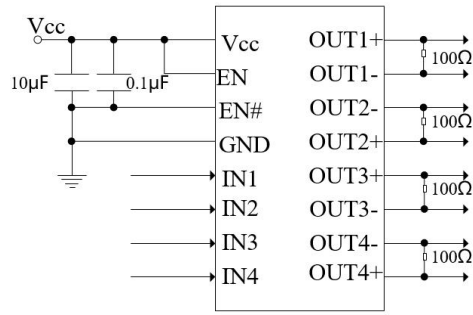 Vcc
Vcc OUT1+
100Ω
10μF 0.1μF EN OUT1-
EN# OUT2-
100Ω
GND OUT2+
IN1 OUT3+
100Ω
IN2 OUT3-
IN3 OUT4-
100Ω
IN4 OUT4+